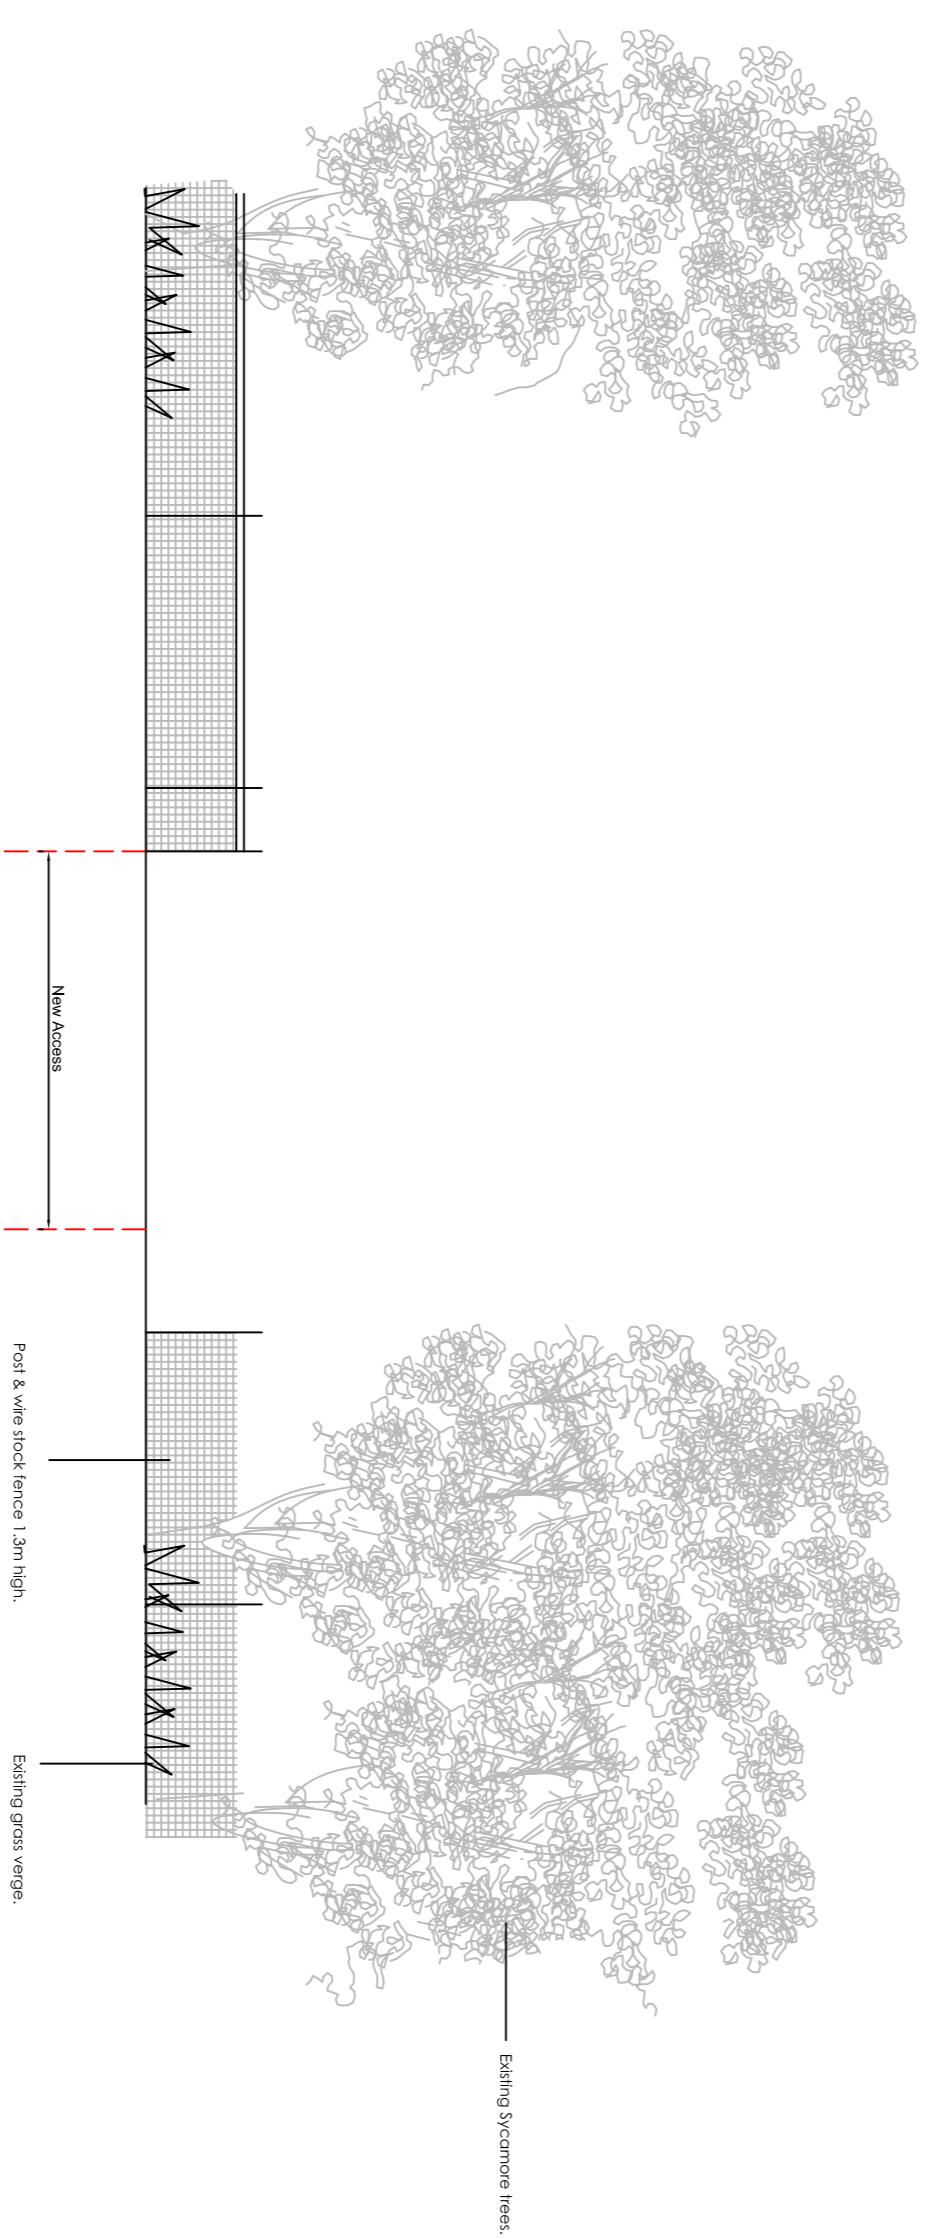 New Access
Post & wire stock fence 1.3m high.
Existing grass verge.
Existing Sycamore trees.